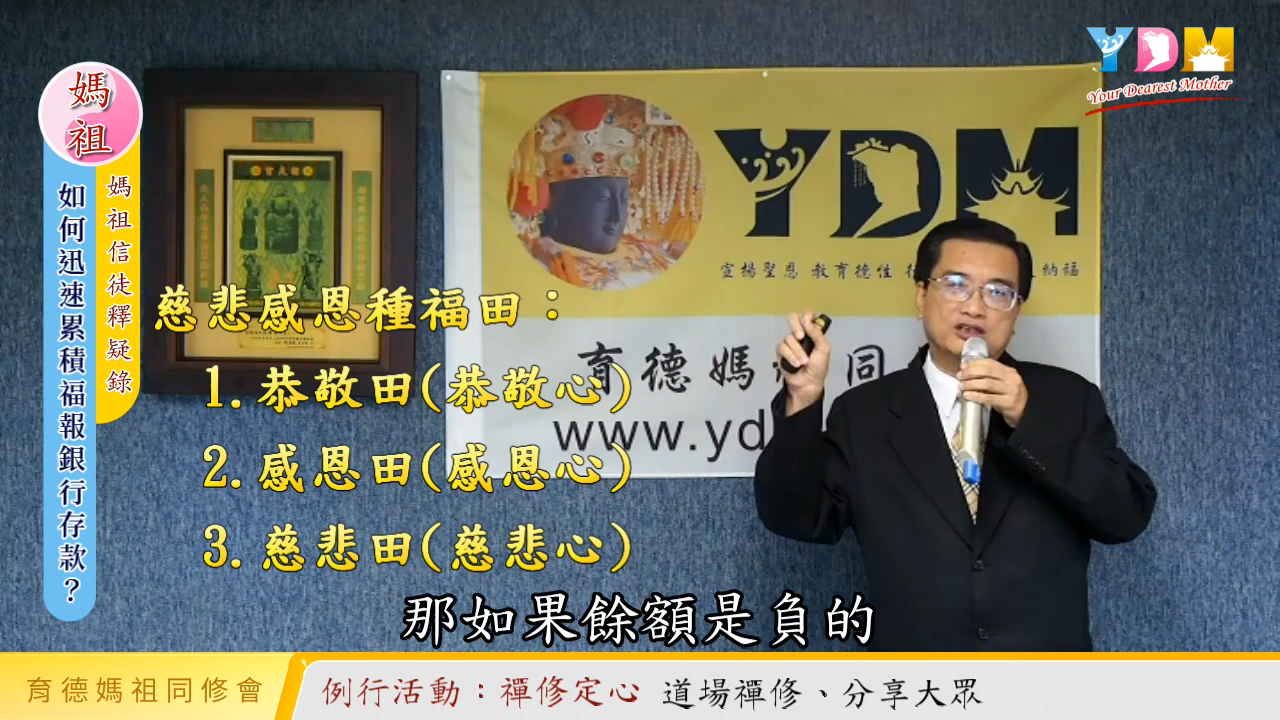 YDM
Your Dearest Mother
媽祖
媽祖信徒釋疑錄
如何迅速累積福報銀行存款？
YDM
宣揚聖恩 教育德性
納福
育德媽
同
www.yd
慈悲感恩種福田：
1.恭敬田(恭敬心)
2.感恩田(感恩心)
3.慈悲田(慈悲心)
那如果餘額是負的
育德媽祖同修會
例行活動：禪修定心 道場禪修、分享大眾